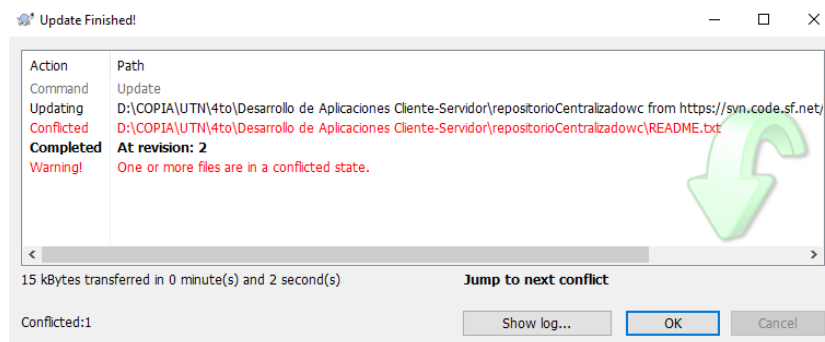 Update Finished!
Action Path
Command Update
Updating D:\COPIA\UTN\4to\Desarrollo de Aplicaciones Cliente-Servidor\repositorioCentralizadowc from https://svn.code.sf.net/
Conflicted D:\COPIA\UTN\4to\Desarrollo de Aplicaciones Cliente-Servidor\repositorioCentralizadowc\README.txt
Completed At revision: 2
Warning! One or more files are in a conflicted state.
15 kBytes transferred in 0 minute(s) and 2 second(s) Jump to next conflict
Conflicted:1 Show log... OK Cancel